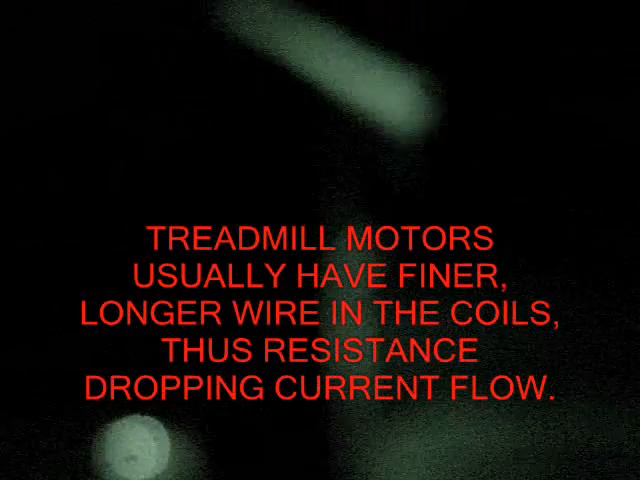 TREADMILL MOTORS
USUALLY HAVE FINER,
LONGER WIRE IN THE COILS,
THUS RESISTANCE
DROPPING CURRENT FLOW.